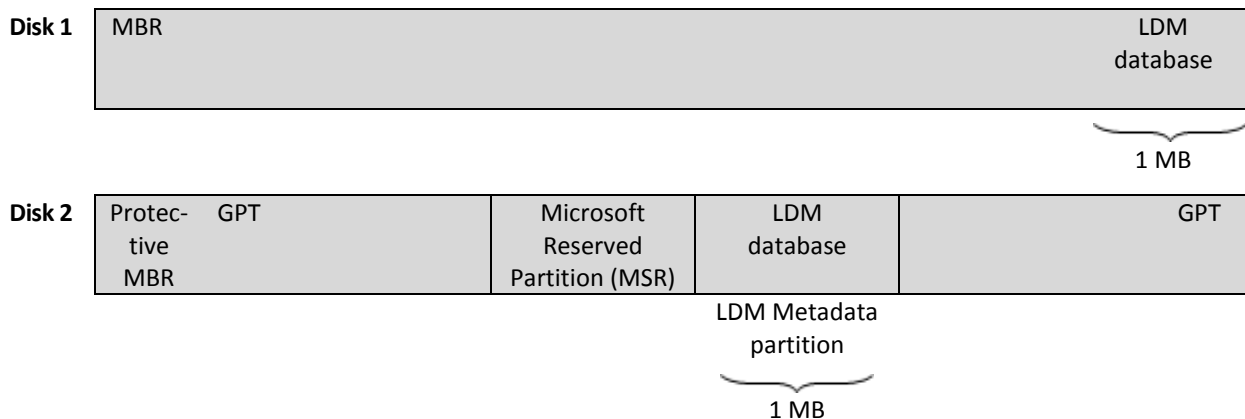 Disk 1 MBR LDM
database
1 MB
Disk 2 Protec- GPT Microsoft LDM GPT
tive Reserved database
MBR Partition (MSR)
LDM Metadata
partition
1 MB